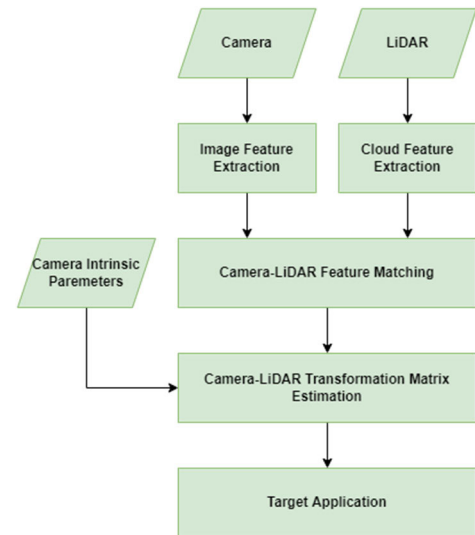 Camera
LiDAR
Image Feature
Extraction
Cloud Feature
Extraction
Camera Intrinsic
Paremeters
Camera-LiDAR Feature Matching
Camera-LiDAR Transformation Matrix
Estimation
Target Application